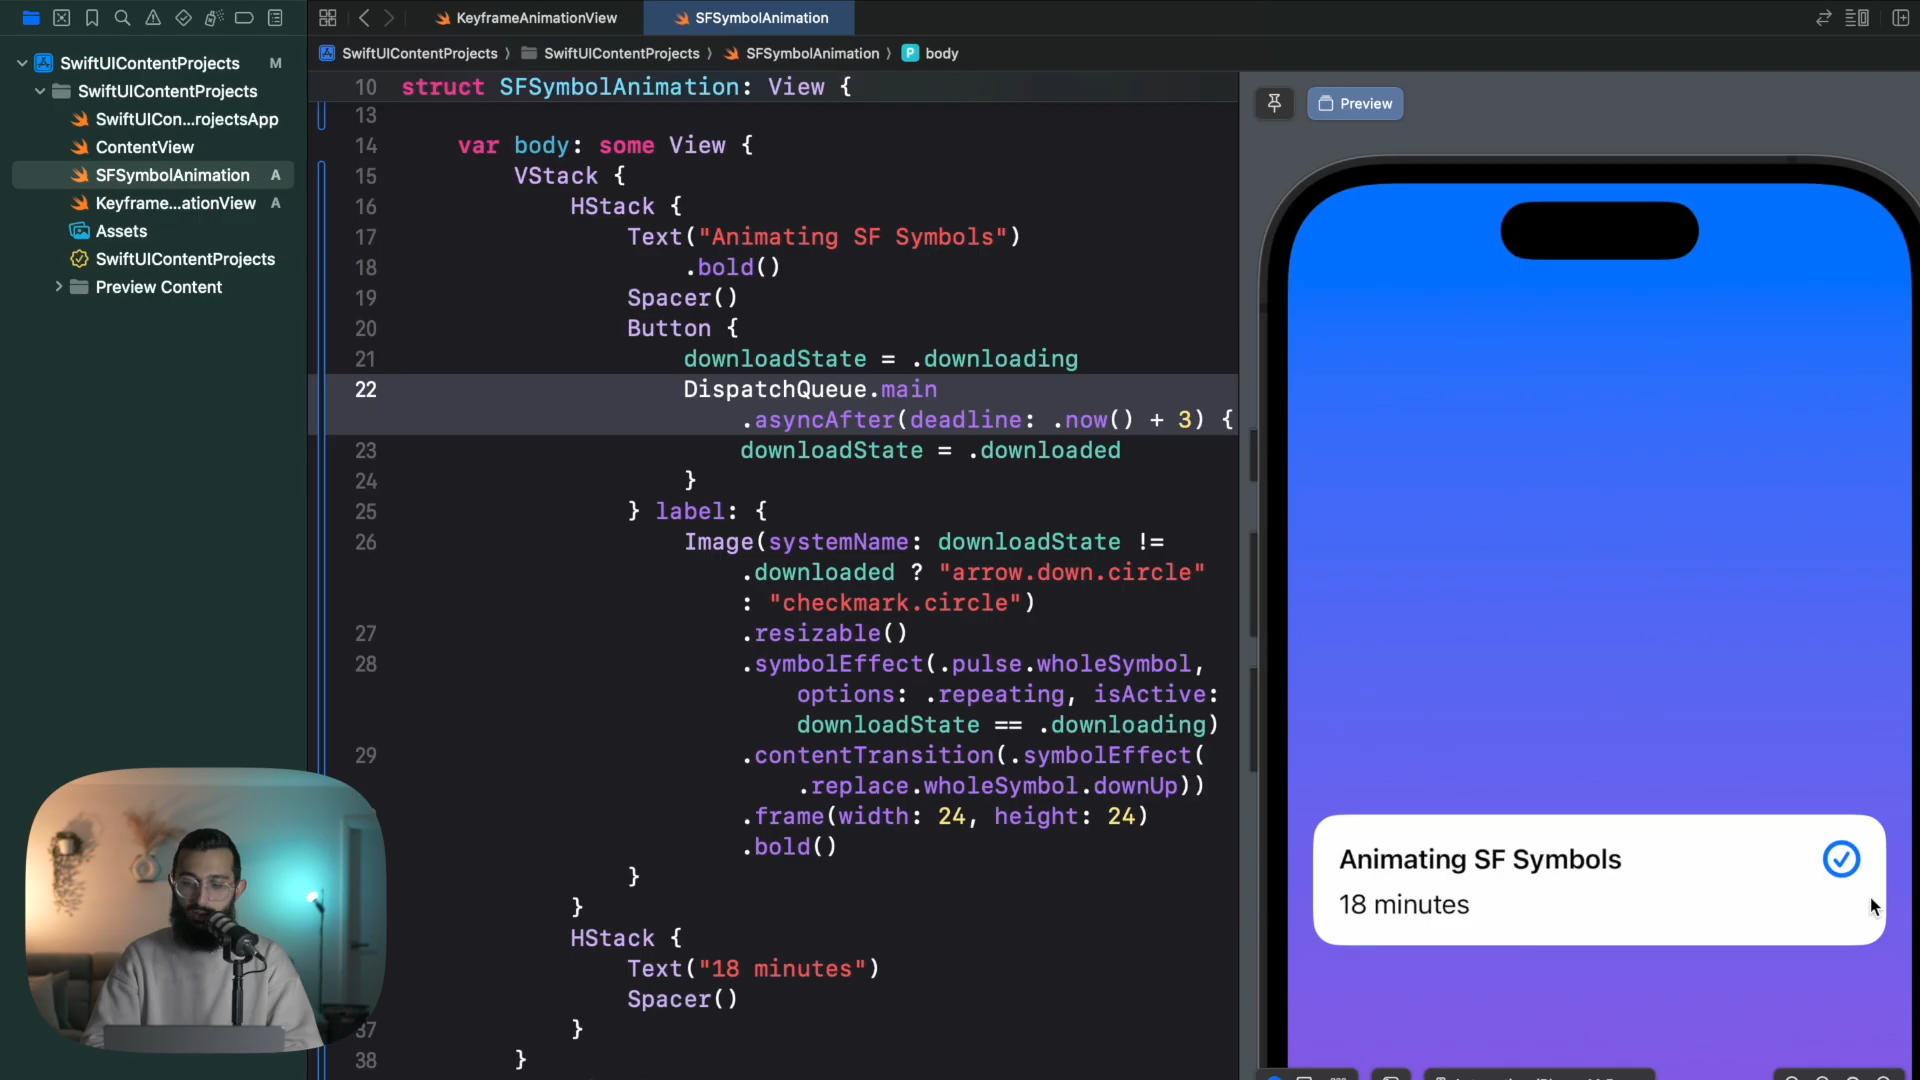 KeyframeAnimationView
SFSymbolAnimation
SwiftUIContentProjects
SwiftUIContentProjects
SFSymbolAnimation
P
body
SwiftUIContentProjects
M
SwiftUIContentProjects
SwiftUICon...rojectsApp
ContentView
SFSymbolAnimation
A
Keyframe...ationView
A
Assets
SwiftUIContentProjects
Preview Content
10 struct SFSymbolAnimation: View {
13
14 var body: some View {
15 VStack {
16 HStack {
17 Text("Animating SF Symbols")
18 .bold()
19 Spacer()
20 Button {
21 downloadState = .downloading
22 DispatchQueue.main
.asyncAfter(deadline: .now() + 3) {
23 downloadState = .downloaded
24 }
25 } label: {
26 Image(systemName: downloadState !=
.downloaded ? "arrow.down.circle"
: "checkmark.circle")
27 .resizable()
28 .symbolEffect(.pulse.wholeSymbol,
options: .repeating, isActive:
downloadState == .downloading)
29 .contentTransition(.symbolEffect(
.replace.wholeSymbol.downUp))
.frame(width: 24, height: 24)
.bold()
}
}
HStack {
Text("18 minutes")
Spacer()
37 }
38 }
Preview
Animating SF Symbols
18 minutes